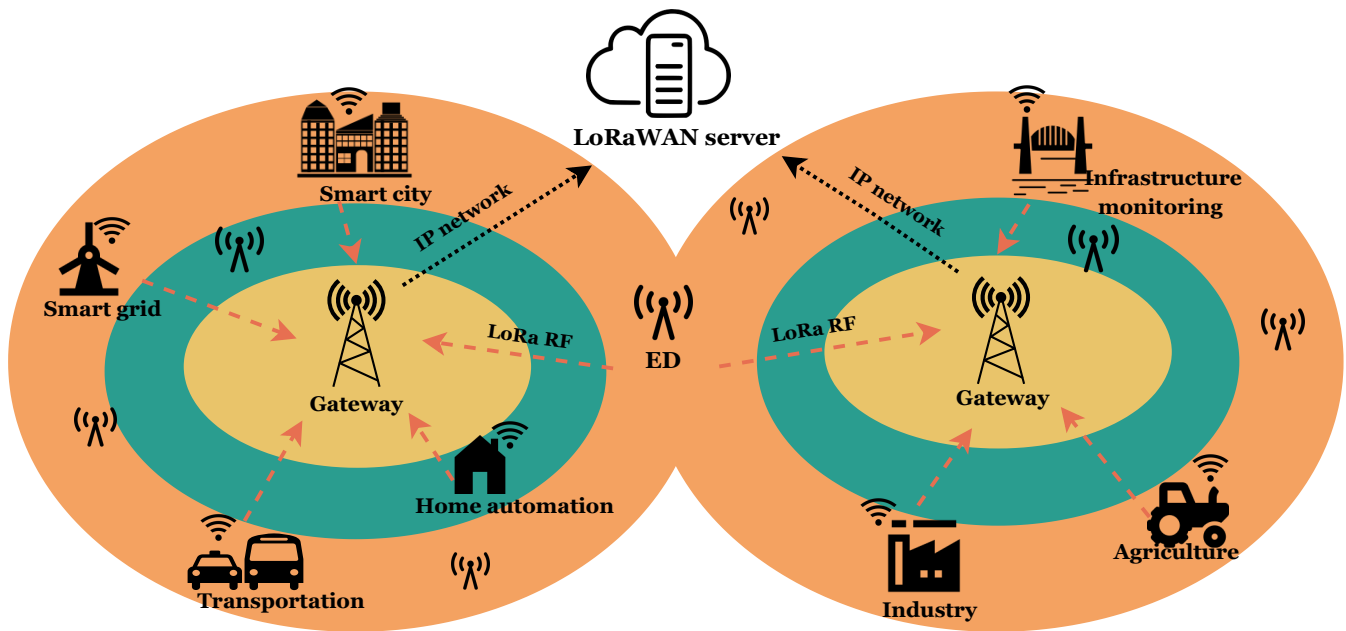 LoRaWAN server
Smart city
IP network
IP network
Infrastructure
monitoring
Smart grid
LoRa RF
ED
LoRa RF
Gateway
Gateway
Home automation
Transportation
Agriculture
Industry